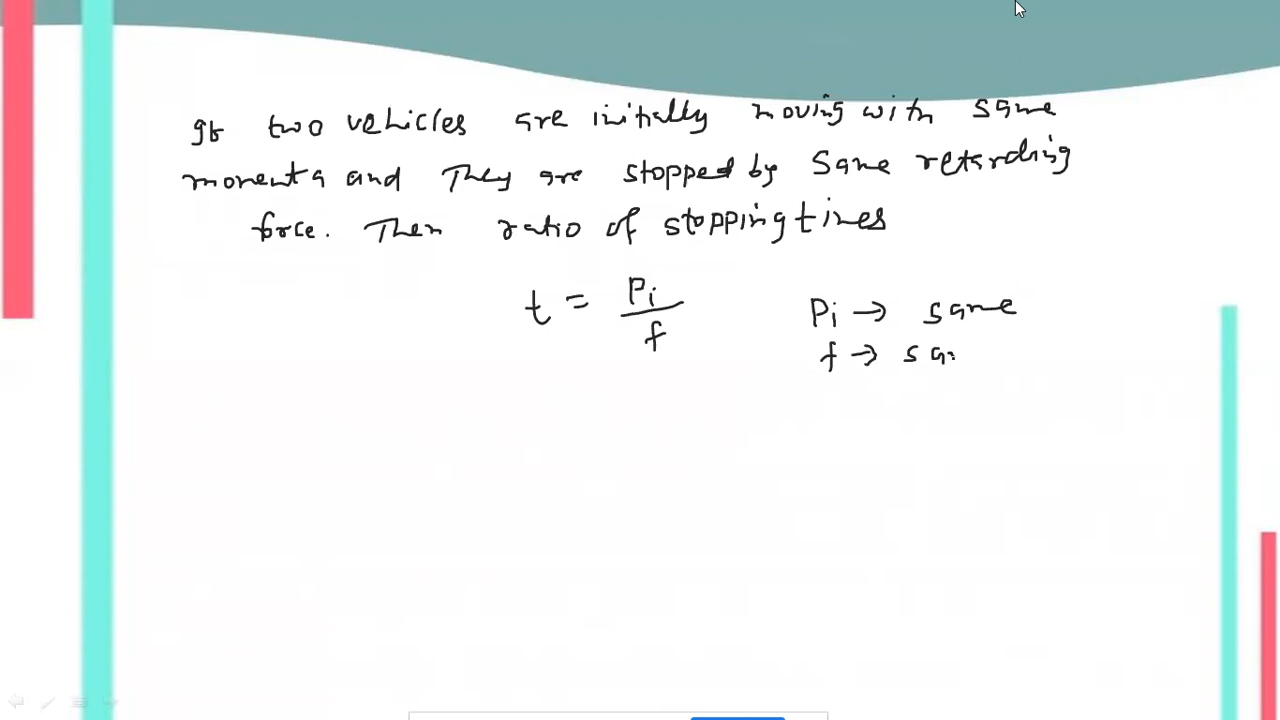 If two vehicles are initially moving with same
momenta and They are stopped by Same retarding
force. Then ratio of stopping times
t = Pi / f
Pi → same
f → sa